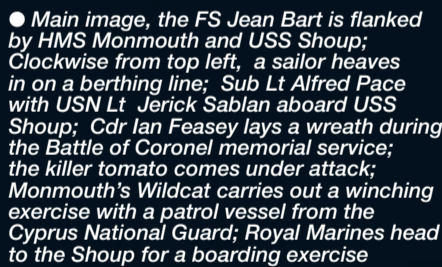 ● Main image, the FS Jean Bart is flanked
by HMS Monmouth and USS Shoup;
Clockwise from top left,  a sailor heaves
in on a berthing line;  Sub Lt Alfred Pace
with USN Lt  Jerick Sablan aboard USS
Shoup;  Cdr Ian Feasey lays a wreath during
the Battle of Coronel memorial service;
the killer tomato comes under attack;
Monmouth's Wildcat carries out a winching
exercise with a patrol vessel from the
Cyprus National Guard; Royal Marines head
to the Shoup for a boarding exercise